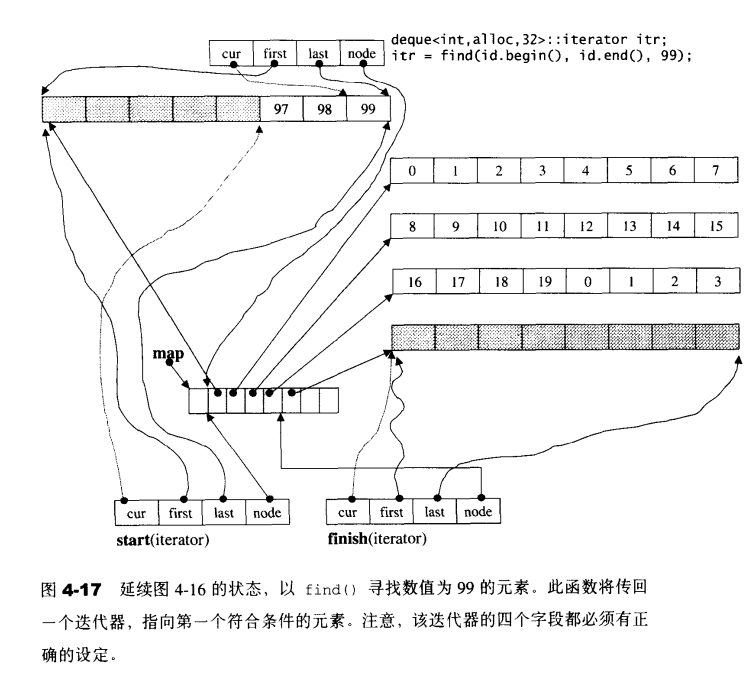 cur first last node
deque<int,alloc,32>::iterator itr;
itr = find(id.begin(), id.end(), 99);
97 98 99
0 1 2 3 4 5 6 7
8 9 10 11 12 13 14 15
16 17 18 19 0 1 2 3
map
cur first last node
start(iterator)
cur first last node
finish(iterator)
图 4-17 延续图 4-16 的状态，以 find() 寻找数值为 99 的元素。此函数将传回
一个迭代器，指向第一个符合条件的元素。注意，该迭代器的四个字段都必须有正
确的设定。